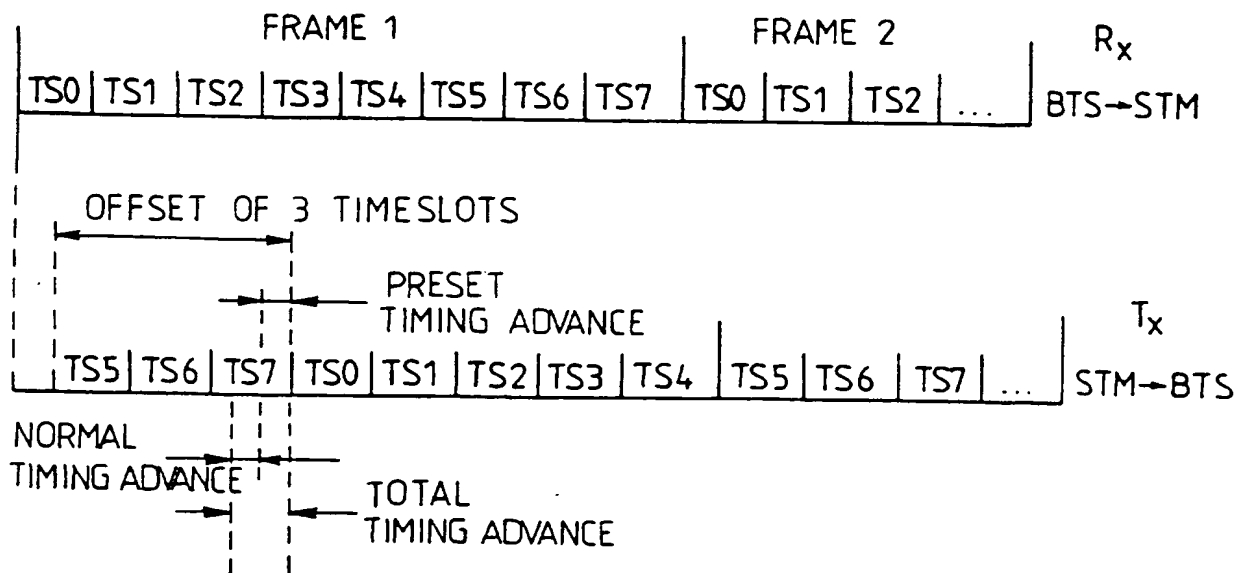 FRAME 1 FRAME 2 Rx
TS0 TS1 TS2 TS3 TS4 TS5 TS6 TS7 TS0 TS1 TS2 ... BTS→STM
OFFSET OF 3 TIMESLOTS
PRESET
TIMING ADVANCE
Tx
TS5 TS6 TS7 TS0 TS1 TS2 TS3 TS4 TS5 TS6 TS7 ... STM→BTS
NORMAL
TIMING ADVANCE
TOTAL
TIMING ADVANCE